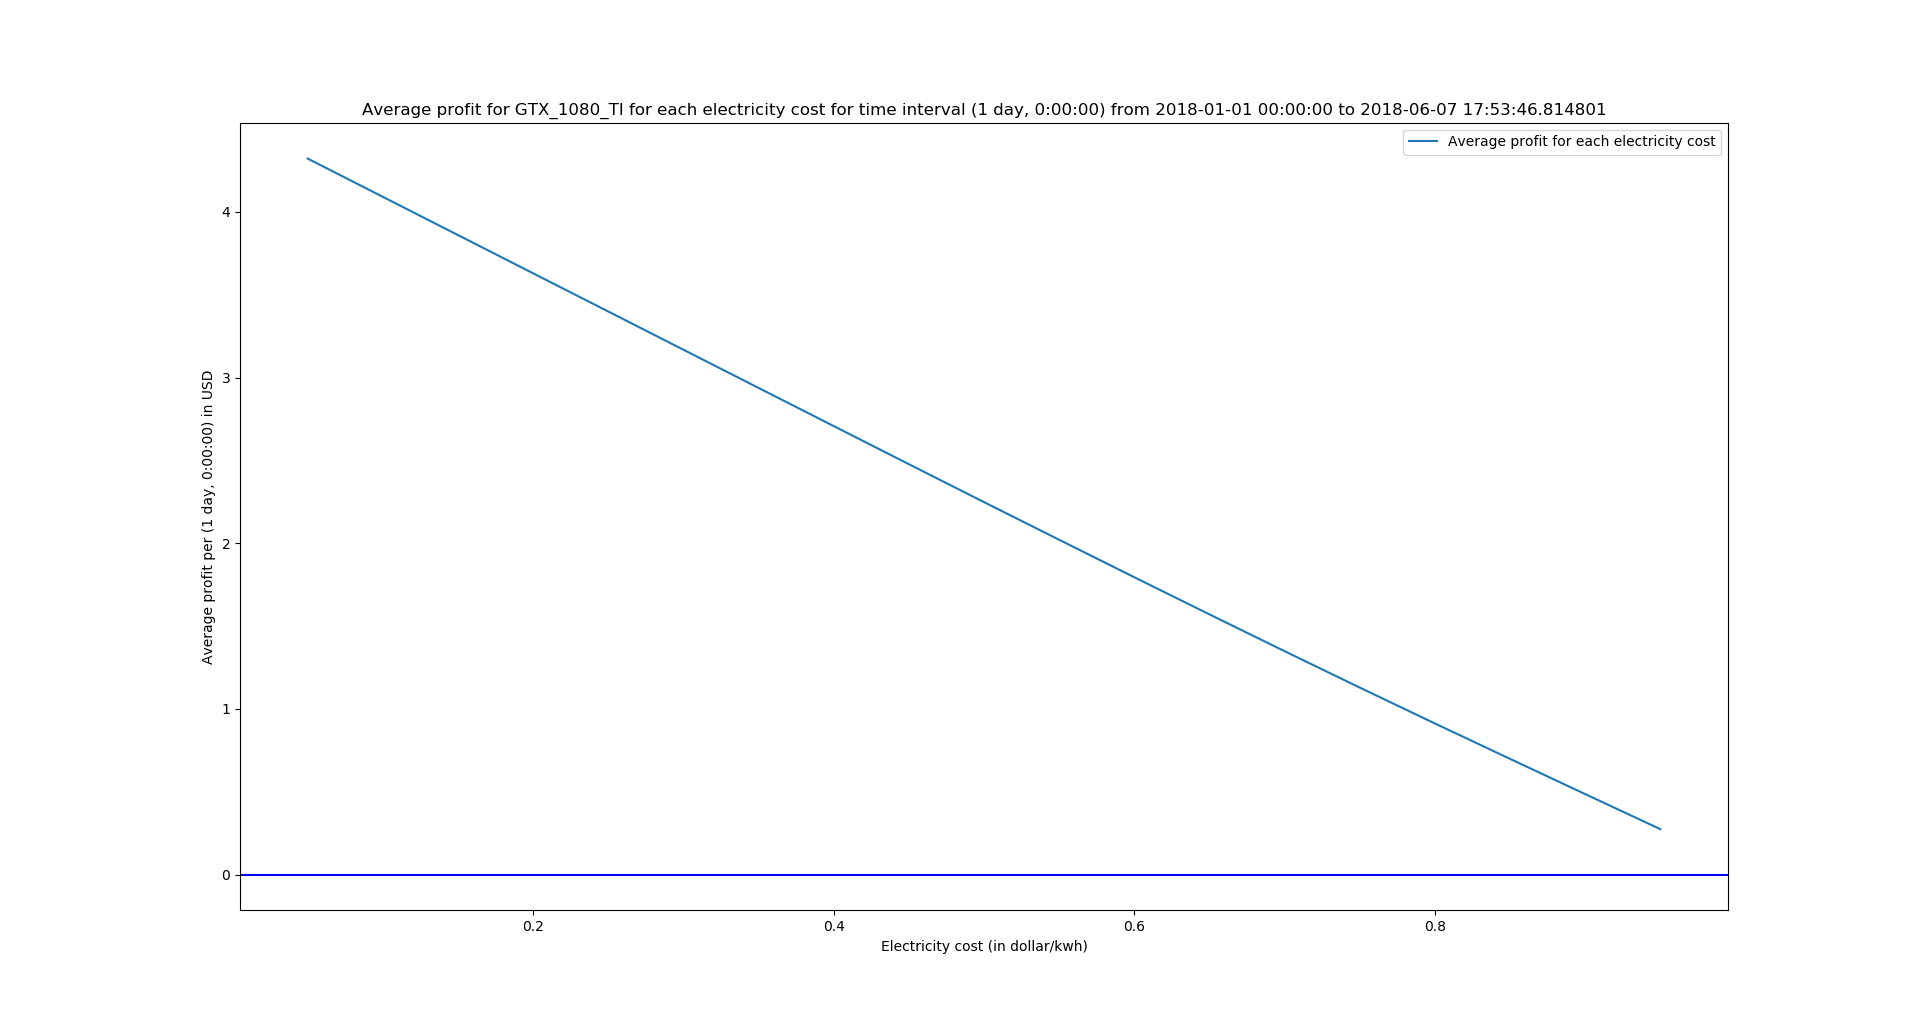 Average profit for GTX_1080_TI for each electricity cost for time interval (1 day, 0:00:00) from 2018-01-01 00:00:00 to 2018-06-07 17:53:46.814801
Average profit for each electricity cost
Average profit per (1 day, 0:00:00) in USD
4
3
2
1
0
0.2 0.4 0.6 0.8
Electricity cost (in dollar/kwh)